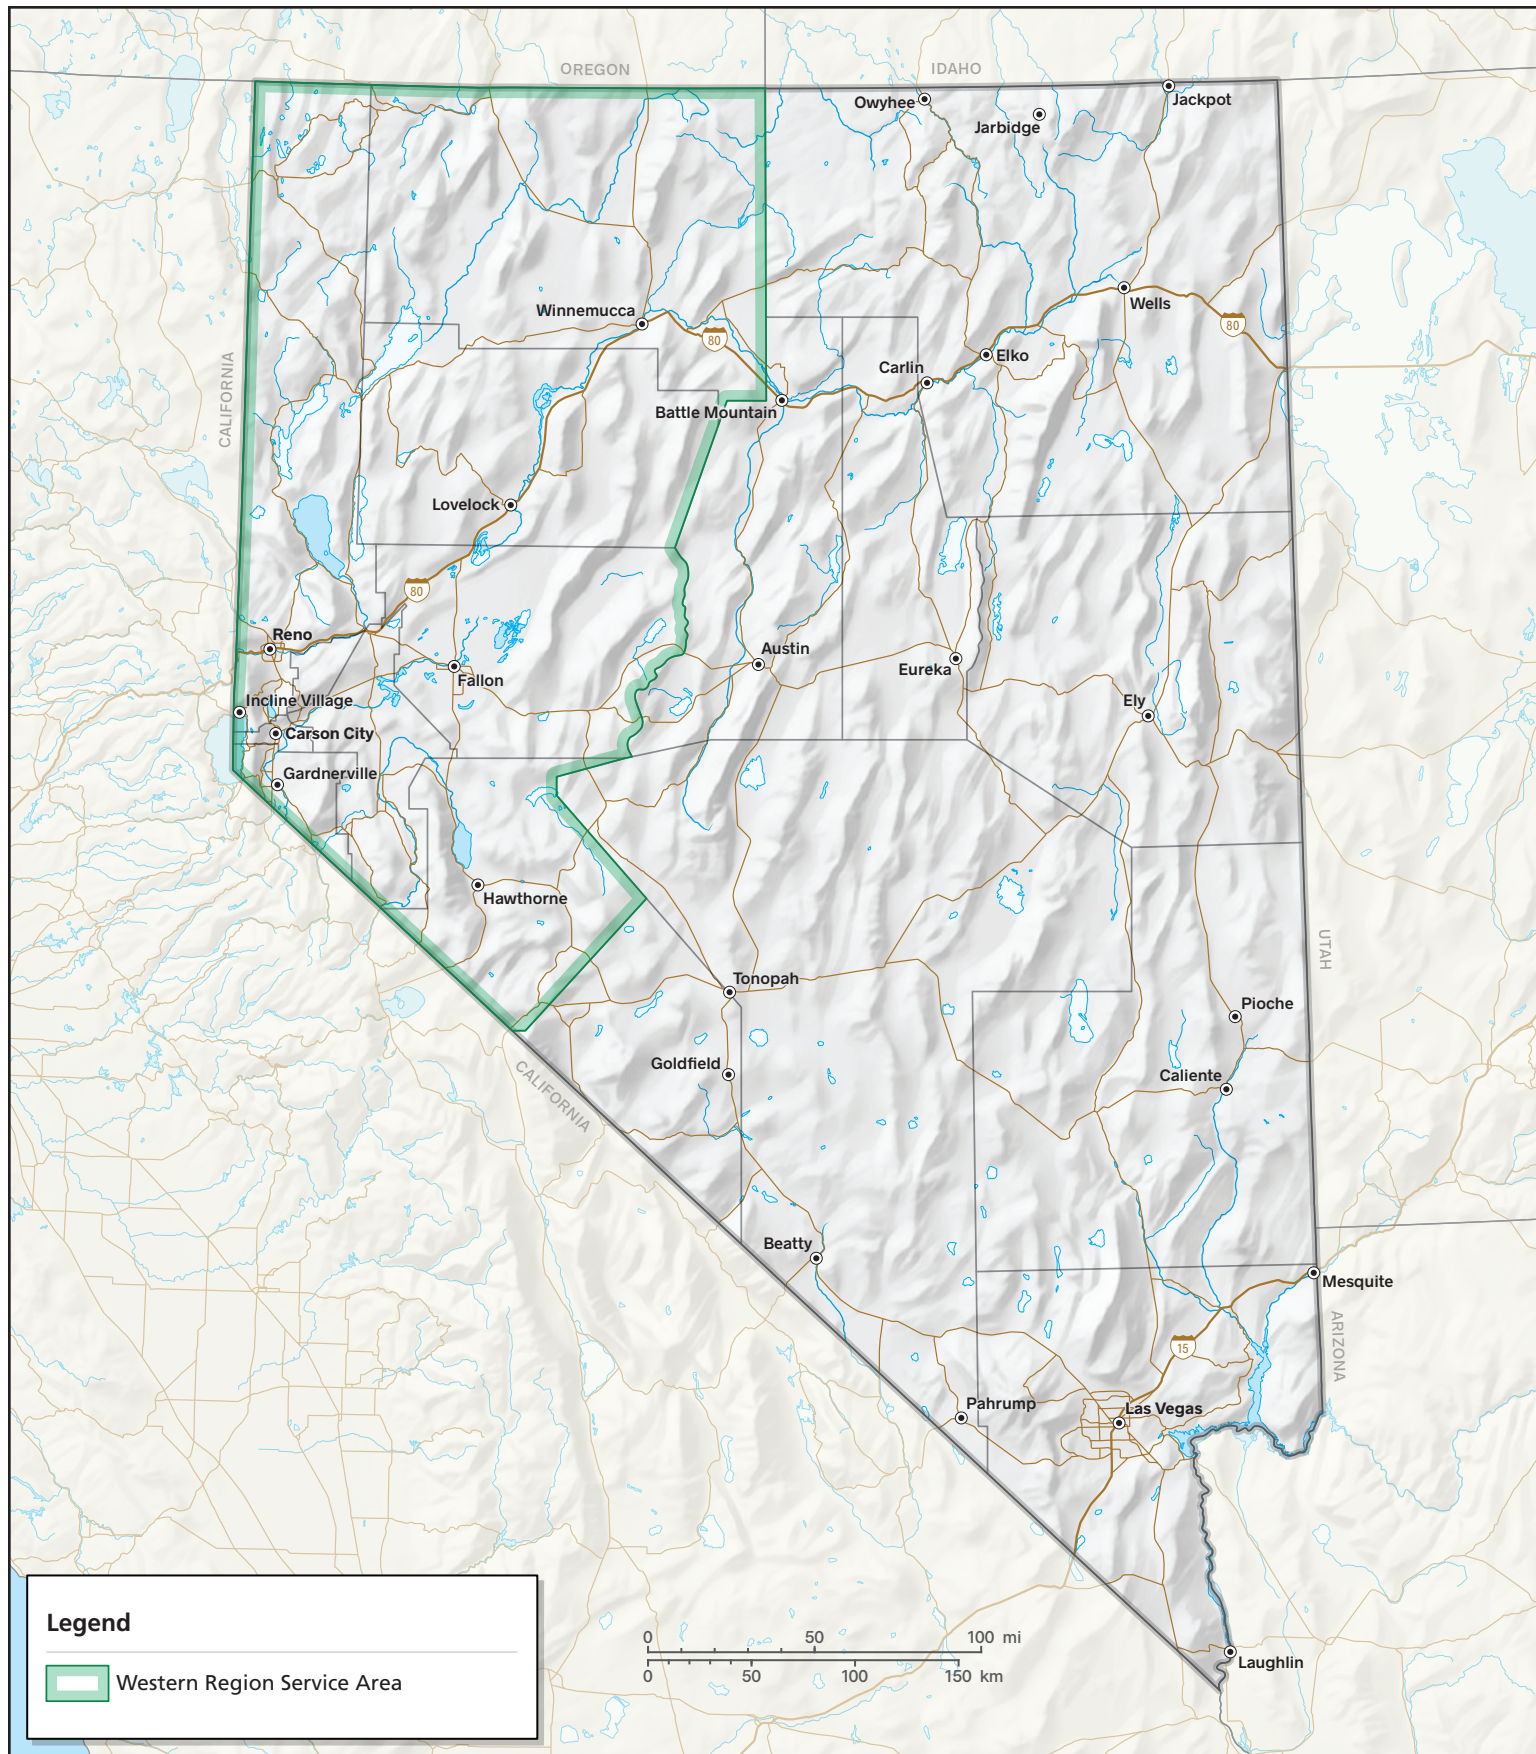 OREGON
IDAHO
Owyhee
Jarbidge
Jackpot
Winnemucca
80
Wells
80
CALIFORNIA
Elko
Carlin
Battle Mountain
Lovelock
80
Reno
Austin
Eureka
Fallon
Incline Village
Ely
Carson City
Gardnerville
Hawthorne
UTAH
Tonopah
Pioche
Goldfield
Caliente
CALIFORNIA
Beatty
Mesquite
ARIZONA
15
Pahrump
Las Vegas
Legend
Western Region Service Area
0 50 100 mi
0 50 100 150 km
Laughlin